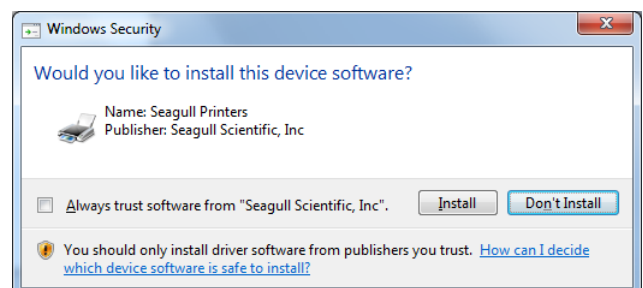 Windows Security
Would you like to install this device software?
Name: Seagull Printers
Publisher: Seagull Scientific, Inc
Always trust software from "Seagull Scientific, Inc".
Install
Don't Install
You should only install driver software from publishers you trust. How can I decide
which device software is safe to install?